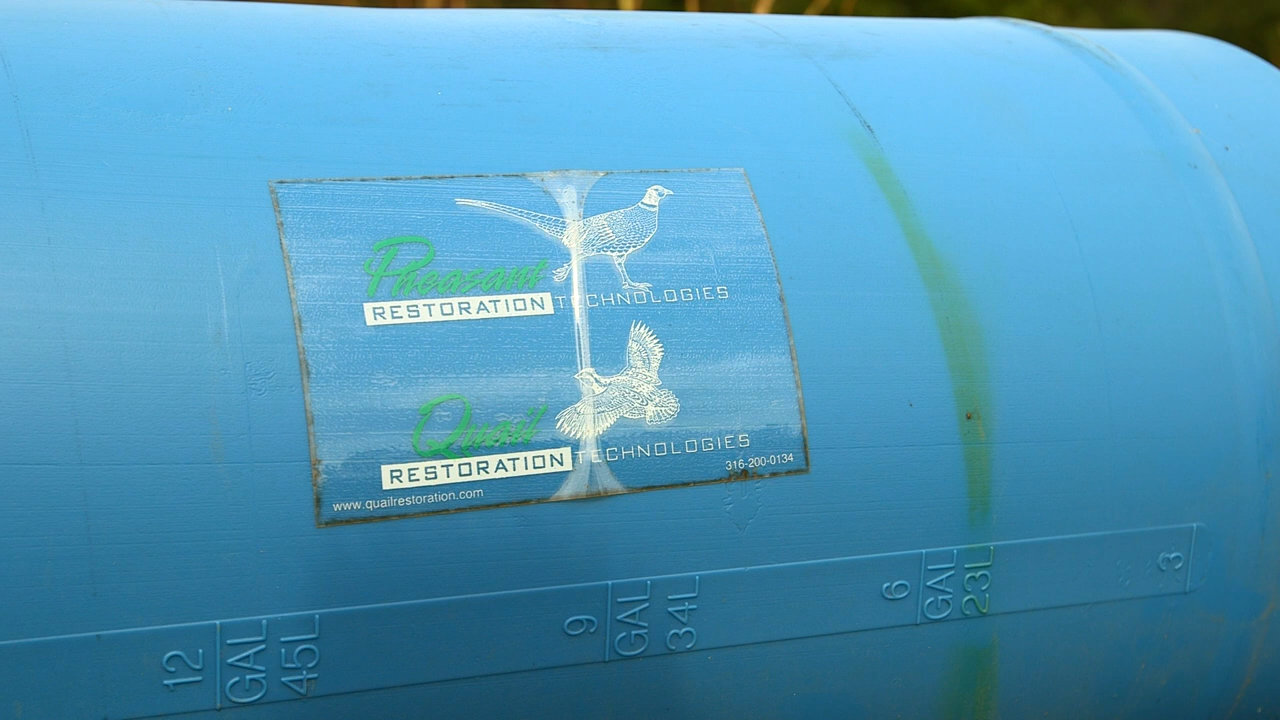 Pheasant
RESTORATION TECHNOLOGIES
Quail
RESTORATION TECHNOLOGIES
www.quailrestoration.com
316-200-0134
12 GAL 45L
9 GAL 34L
6 GAL 23L
3